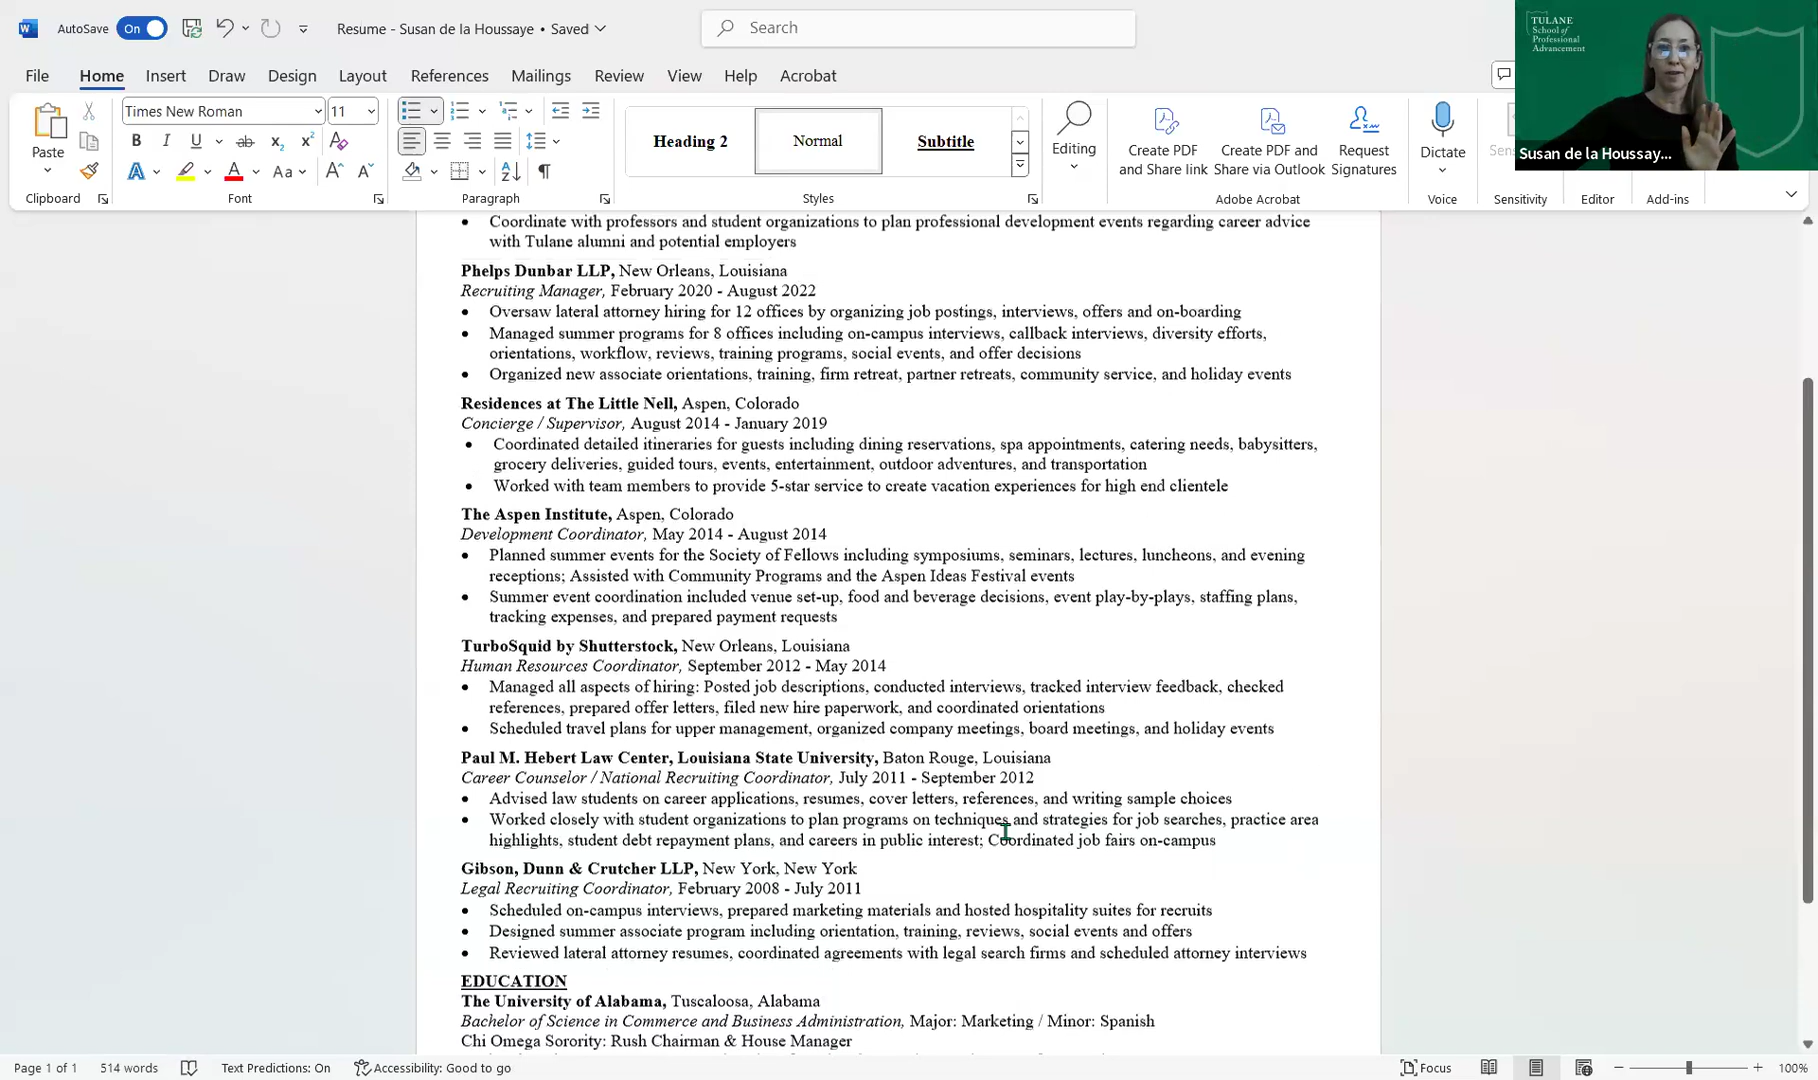 AutoSave On Resume - Susan de la Houssaye • Saved Search
TULANE
School of
Professional
Advancement
Susan de la Houssay...
File Home Insert Draw Design Layout References Mailings Review View Help Acrobat
Paste
Times New Roman 11
Heading 2 Normal Subtitle
Editing
Create PDF and Share link
Create PDF and Share via Outlook
Request Signatures
Dictate
Clipboard Font Paragraph Styles Adobe Acrobat Voice Sensitivity Editor Add-ins
• Coordinate with professors and student organizations to plan professional development events regarding career advice
with Tulane alumni and potential employers
Phelps Dunbar LLP, New Orleans, Louisiana
Recruiting Manager, February 2020 - August 2022
• Oversaw lateral attorney hiring for 12 offices by organizing job postings, interviews, offers and on-boarding
• Managed summer programs for 8 offices including on-campus interviews, callback interviews, diversity efforts,
orientations, workflow, reviews, training programs, social events, and offer decisions
• Organized new associate orientations, training, firm retreat, partner retreats, community service, and holiday events
Residences at The Little Nell, Aspen, Colorado
Concierge / Supervisor, August 2014 - January 2019
• Coordinated detailed itineraries for guests including dining reservations, spa appointments, catering needs, babysitters,
grocery deliveries, guided tours, events, entertainment, outdoor adventures, and transportation
• Worked with team members to provide 5-star service to create vacation experiences for high end clientele
The Aspen Institute, Aspen, Colorado
Development Coordinator, May 2014 - August 2014
• Planned summer events for the Society of Fellows including symposiums, seminars, lectures, luncheons, and evening
receptions; Assisted with Community Programs and the Aspen Ideas Festival events
• Summer event coordination included venue set-up, food and beverage decisions, event play-by-plays, staffing plans,
tracking expenses, and prepared payment requests
TurboSquid by Shutterstock, New Orleans, Louisiana
Human Resources Coordinator, September 2012 - May 2014
• Managed all aspects of hiring: Posted job descriptions, conducted interviews, tracked interview feedback, checked
references, prepared offer letters, filed new hire paperwork, and coordinated orientations
• Scheduled travel plans for upper management, organized company meetings, board meetings, and holiday events
Paul M. Hebert Law Center, Louisiana State University, Baton Rouge, Louisiana
Career Counselor / National Recruiting Coordinator, July 2011 - September 2012
• Advised law students on career applications, resumes, cover letters, references, and writing sample choices
• Worked closely with student organizations to plan programs on techniques and strategies for job searches, practice area
highlights, student debt repayment plans, and careers in public interest; Coordinated job fairs on-campus
Gibson, Dunn & Crutcher LLP, New York, New York
Legal Recruiting Coordinator, February 2008 - July 2011
• Scheduled on-campus interviews, prepared marketing materials and hosted hospitality suites for recruits
• Designed summer associate program including orientation, training, reviews, social events and offers
• Reviewed lateral attorney resumes, coordinated agreements with legal search firms and scheduled attorney interviews
EDUCATION
The University of Alabama, Tuscaloosa, Alabama
Bachelor of Science in Commerce and Business Administration, Major: Marketing / Minor: Spanish
Chi Omega Sorority: Rush Chairman & House Manager
Page 1 of 1 514 words Text Predictions: On Accessibility: Good to go Focus 100%